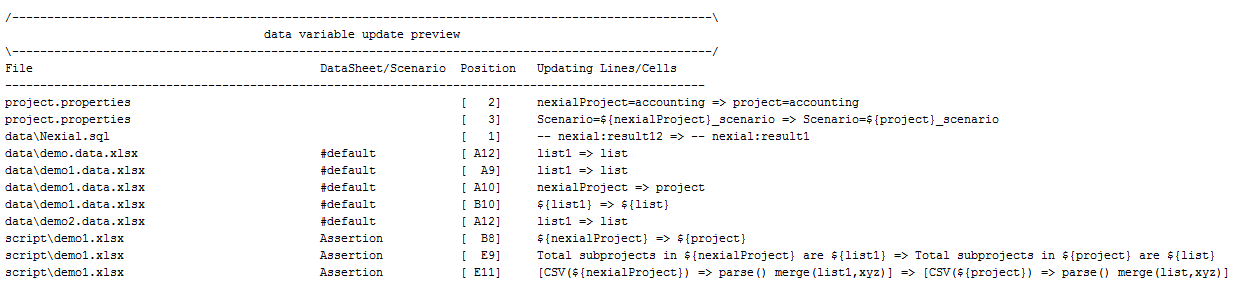 /----------------------------------------------------------------------------------------------------\
data variable update preview
\----------------------------------------------------------------------------------------------------/
File DataSheet/Scenario Position Updating Lines/Cells
----------------------------------------------------------------------------------------------------
project.properties [   2] nexialProject=accounting => project=accounting
project.properties [   3] Scenario=${nexialProject}_scenario => Scenario=${project}_scenario
data\Nexial.sql [   1] -- nexial:result12 => -- nexial:result1
data\demo.data.xlsx #default [ A12] list1 => list
data\demo1.data.xlsx #default [  A9] list1 => list
data\demo1.data.xlsx #default [ A10] nexialProject => project
data\demo1.data.xlsx #default [ B10] ${list1} => ${list}
data\demo2.data.xlsx #default [ A12] list1 => list
script\demo1.xlsx Assertion [  B8] ${nexialProject} => ${project}
script\demo1.xlsx Assertion [  E9] Total subprojects in ${nexialProject} are ${list1} => Total subprojects in ${project} are ${list}
script\demo1.xlsx Assertion [ E11] [CSV(${nexialProject}) => parse() merge(list1,xyz)] => [CSV(${project}) => parse() merge(list,xyz)]